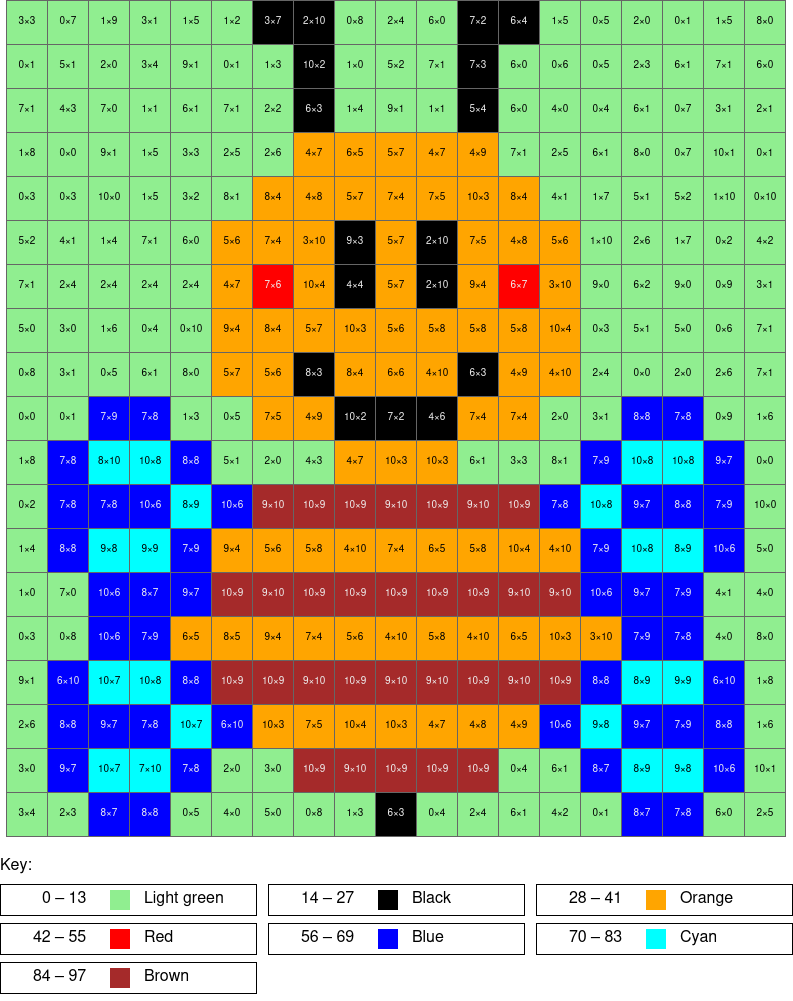 3×3 0×7 1×9 3×1 1×5 1×2 3×7 2×10 0×8 2×4 6×0 7×2 6×4 1×5 0×5 2×0 0×1 1×5 8×0
0×1 5×1 2×0 3×4 9×1 0×1 1×3 10×2 1×0 5×2 7×1 7×3 6×0 0×6 0×5 2×3 6×1 7×1 6×0
7×1 4×3 7×0 1×1 6×1 7×1 2×2 6×3 1×4 9×1 1×1 5×4 6×0 4×0 0×4 6×1 0×7 3×1 2×1
1×8 0×0 9×1 1×5 3×3 2×5 2×6 4×7 6×5 5×7 4×7 4×9 7×1 2×5 6×1 8×0 0×7 10×1 0×1
0×3 0×3 10×0 1×5 3×2 8×1 8×4 4×8 5×7 7×4 7×5 10×3 8×4 4×1 1×7 5×1 5×2 1×10 0×10
5×2 4×1 1×4 7×1 6×0 5×6 7×4 3×10 9×3 5×7 2×10 7×5 4×8 5×6 1×10 2×6 1×7 0×2 4×2
7×1 2×4 2×4 2×4 2×4 4×7 7×6 10×4 4×4 5×7 2×10 9×4 6×7 3×10 9×0 6×2 9×0 0×9 3×1
5×0 3×0 1×6 0×4 0×10 9×4 8×4 5×7 10×3 5×6 5×8 5×8 5×8 10×4 0×3 5×1 5×0 0×6 7×1
0×8 3×1 0×5 6×1 8×0 5×7 5×6 8×3 8×4 6×6 4×10 6×3 4×9 4×10 2×4 0×0 2×0 2×6 7×1
0×0 0×1 7×9 7×8 1×3 0×5 7×5 4×9 10×2 7×2 4×6 7×4 7×4 2×0 3×1 8×8 7×8 0×9 1×6
1×8 7×8 8×10 10×8 8×8 5×1 2×0 4×3 4×7 10×3 10×3 6×1 3×3 8×1 7×9 10×8 10×8 9×7 0×0
0×2 7×8 7×8 10×6 8×9 10×6 9×10 10×9 10×9 9×10 10×9 9×10 10×9 7×8 10×8 9×7 8×8 7×9 10×0
1×4 8×8 9×8 9×9 7×9 9×4 5×6 5×8 4×10 7×4 6×5 5×8 10×4 4×10 7×9 10×8 8×9 10×6 5×0
1×0 7×0 10×6 8×7 9×7 10×9 9×10 10×9 10×9 10×9 10×9 10×9 9×10 9×10 10×6 9×7 7×9 4×1 4×0
0×3 0×8 10×6 7×9 6×5 8×5 9×4 7×4 5×6 4×10 5×8 4×10 6×5 10×3 3×10 7×9 7×8 4×0 8×0
9×1 6×10 10×7 10×8 8×8 10×9 10×9 9×10 10×9 9×10 10×9 9×10 9×10 10×9 8×8 8×9 9×9 6×10 1×8
2×6 8×8 9×7 7×8 10×7 6×10 10×3 7×5 10×4 10×3 4×7 4×8 4×9 10×6 9×8 9×7 7×9 8×8 1×6
3×0 9×7 10×7 7×10 7×8 2×0 3×0 10×9 9×10 10×9 10×9 10×9 0×4 6×1 8×7 8×9 9×8 10×6 10×1
3×4 2×3 8×7 8×8 0×5 4×0 5×0 0×8 1×3 6×3 0×4 2×4 6×1 4×2 0×1 8×7 7×8 6×0 2×5
Key:
0 – 13 Light green 14 – 27 Black 28 – 41 Orange
42 – 55 Red 56 – 69 Blue 70 – 83 Cyan
84 – 97 Brown